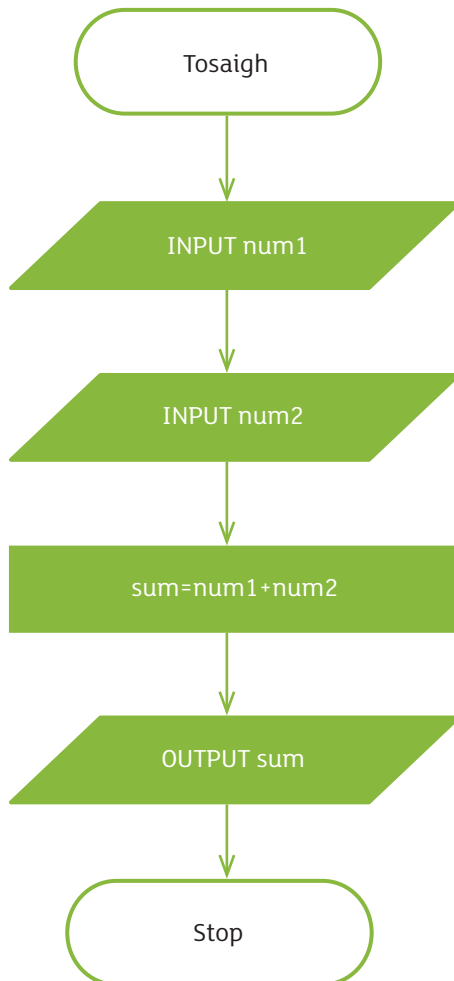 Tosaigh
INPUT num1
INPUT num2
sum=num1+num2
OUTPUT sum
Stop